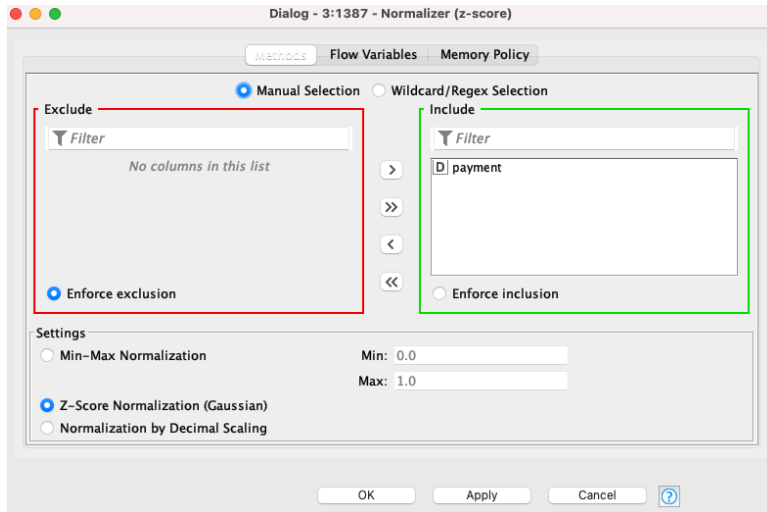 Dialog - 3:1387 - Normalizer (z-score)
Methods Flow Variables Memory Policy
Manual Selection Wildcard/Regex Selection
Exclude Include
Filter Filter
No columns in this list D payment
>
>>
<
<<
Enforce exclusion Enforce inclusion
Settings
Min-Max Normalization Min: 0.0
Max: 1.0
Z-Score Normalization (Gaussian)
Normalization by Decimal Scaling
OK Apply Cancel ?